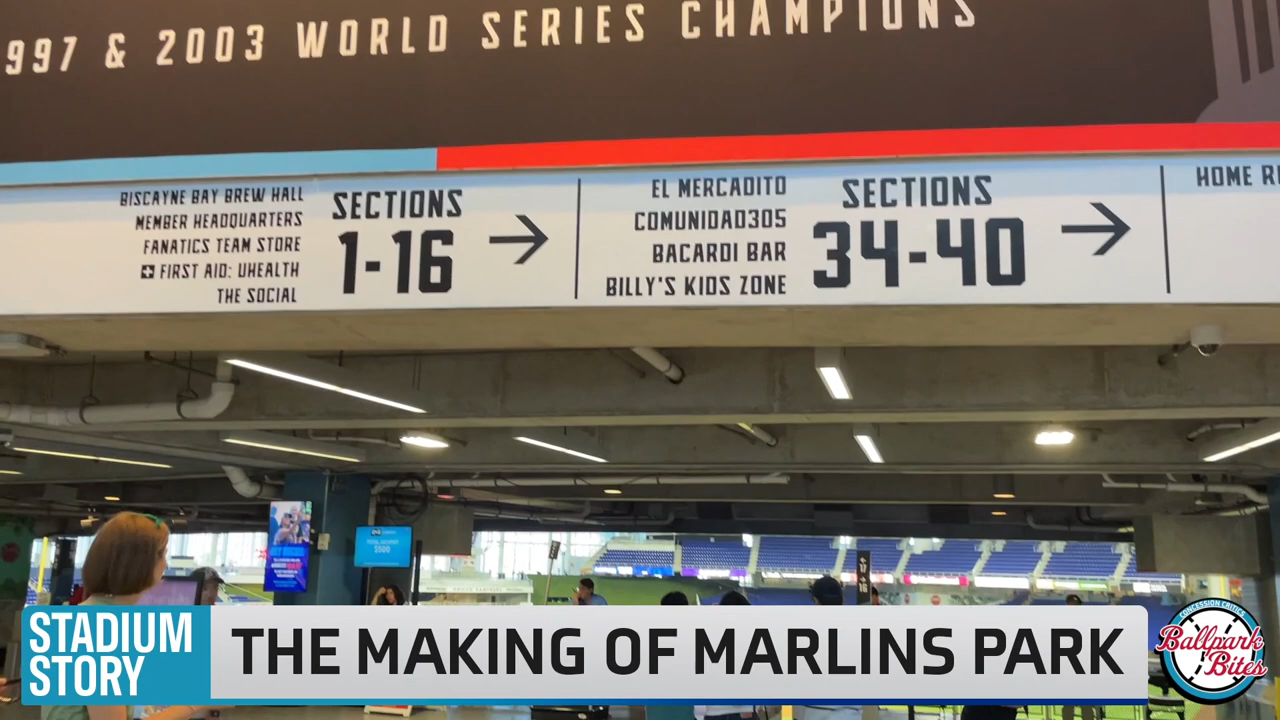 997 & 2003 WORLD SERIES CHAMPIONS
BISCAYNE BAY BREW HALL
MEMBER HEADQUARTERS
FANATICS TEAM STORE
FIRST AID: UHEALTH
THE SOCIAL
SECTIONS
1-16
EL MERCADITO
COMUNIDAD305
BACARDI BAR
BILLY'S KIDS ZONE
SECTIONS
34-40
HOME R
$500
STADIUM
STORY
THE MAKING OF MARLINS PARK
CONCESSION CRITICS
Ballpark
Bites